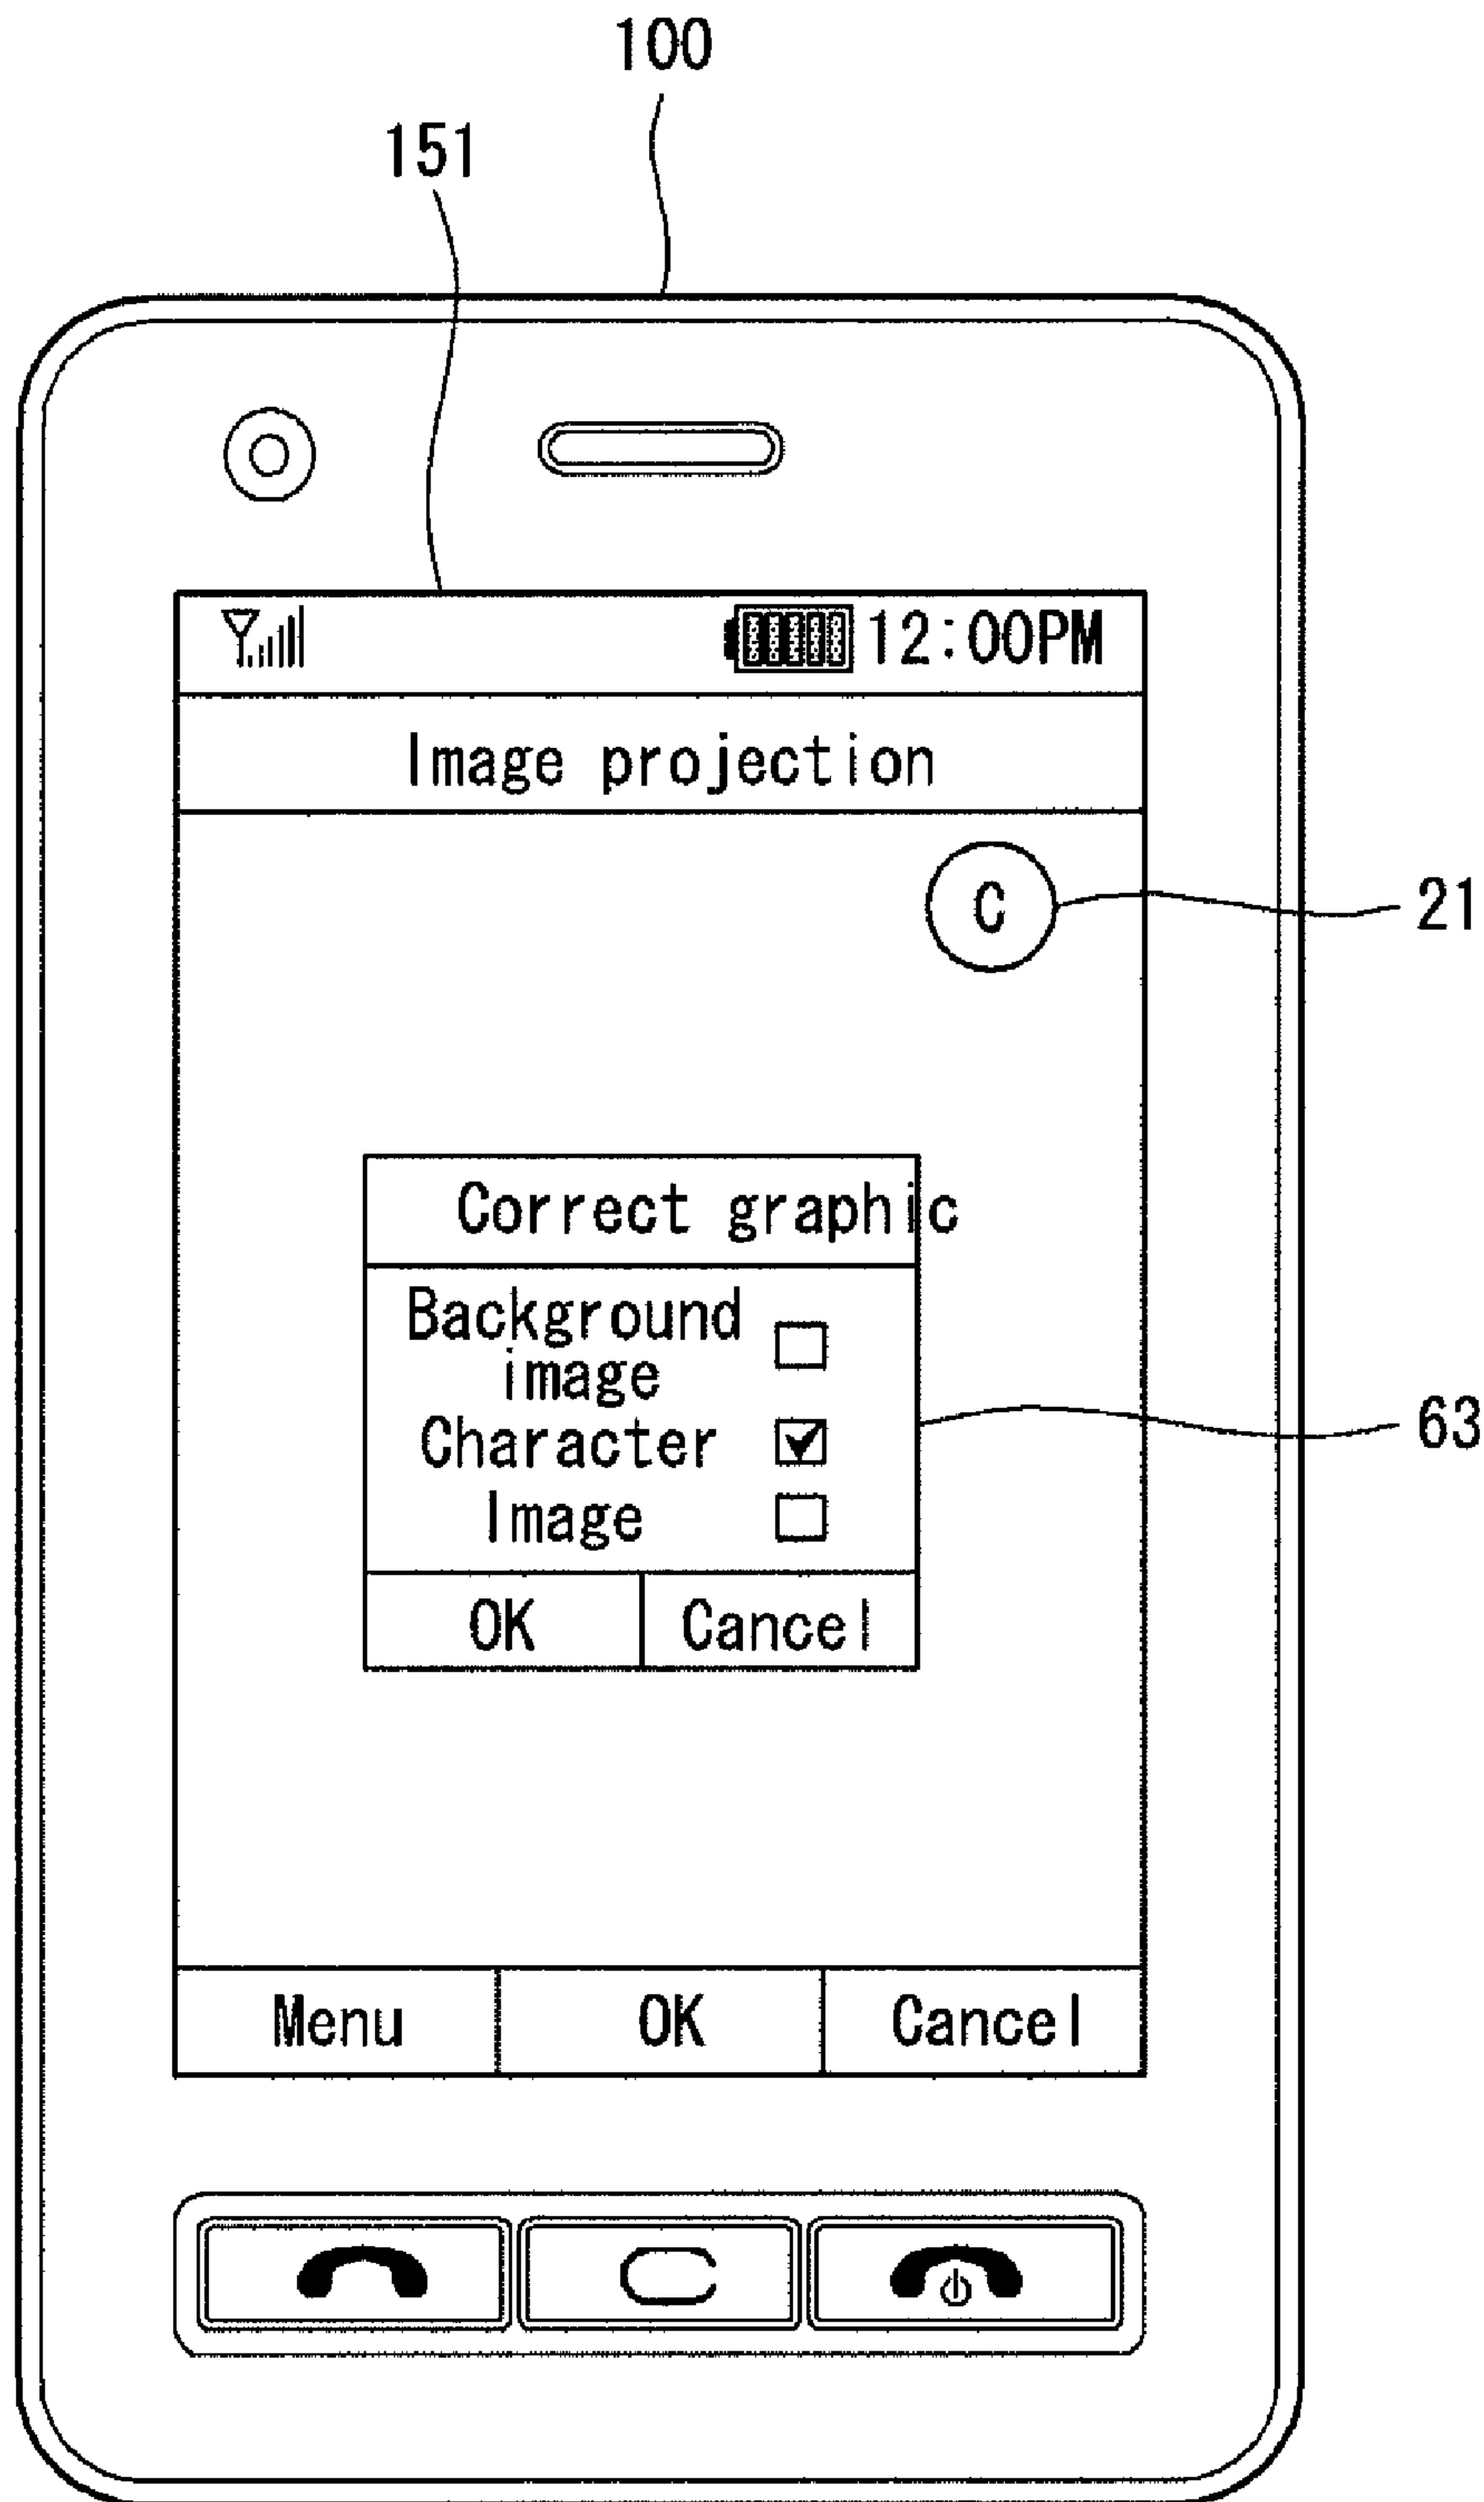 100
151
12:00PM
Image projection
C
21
Correct graphic
Background
image
Character
63
Image
OK Cancel
Menu OK Cancel
C